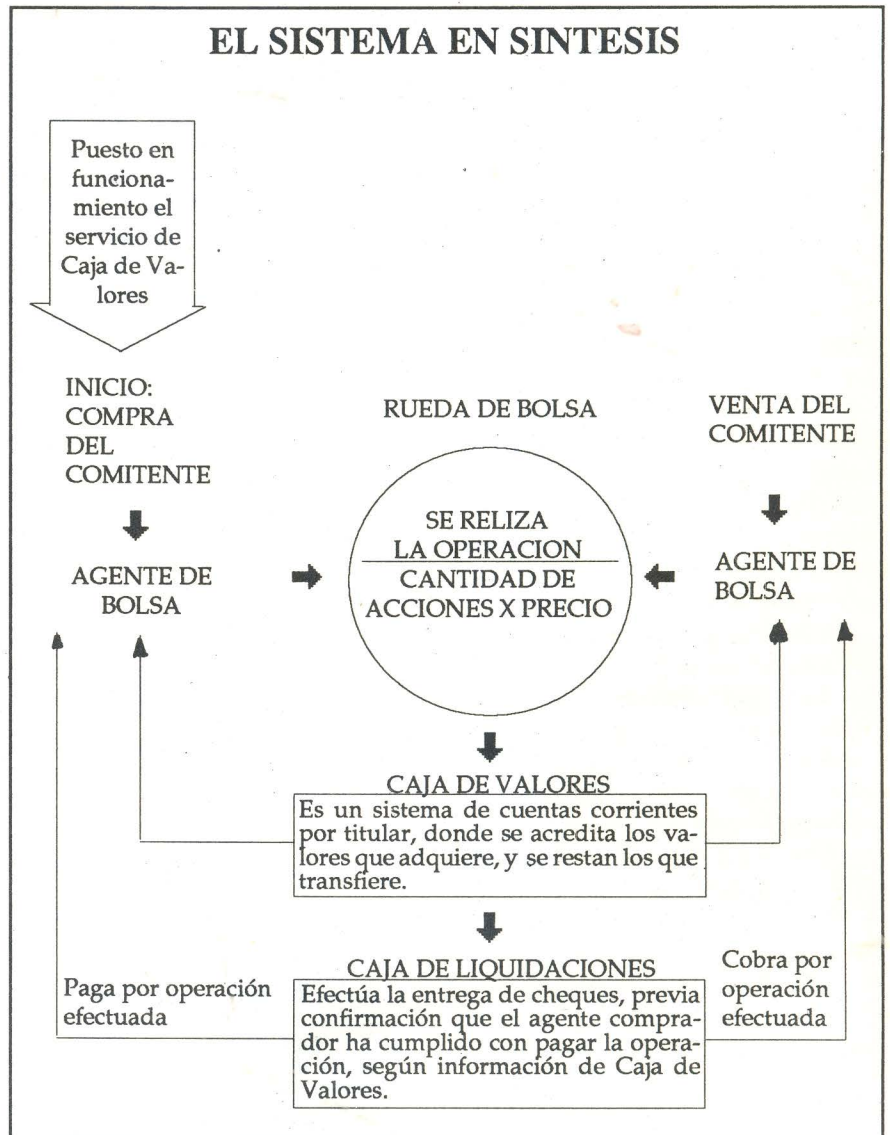 EL SISTEMA EN SINTESIS
Puesto en
funciona-
miento el
servicio de
Caja de Va-
lores
INICIO:
COMPRA
DEL
COMITENTE
AGENTE DE
BOLSA
RUEDA DE BOLSA
SE RELIZA
LA OPERACION
CANTIDAD DE
ACCIONES X PRECIO
VENTA DEL
COMITENTE
AGENTE DE
BOLSA
CAJA DE VALORES
Es un sistema de cuentas corrientes
por titular, donde se acredita los va-
lores que adquiere, y se restan los que
transfiere.
CAJA DE LIQUIDACIONES
Efectúa la entrega de cheques, previa
confirmación que el agente compra-
dor ha cumplido con pagar la opera-
ción, según información de Caja de
Valores.
Paga por operación
efectuada
Cobra por
operación
efectuada